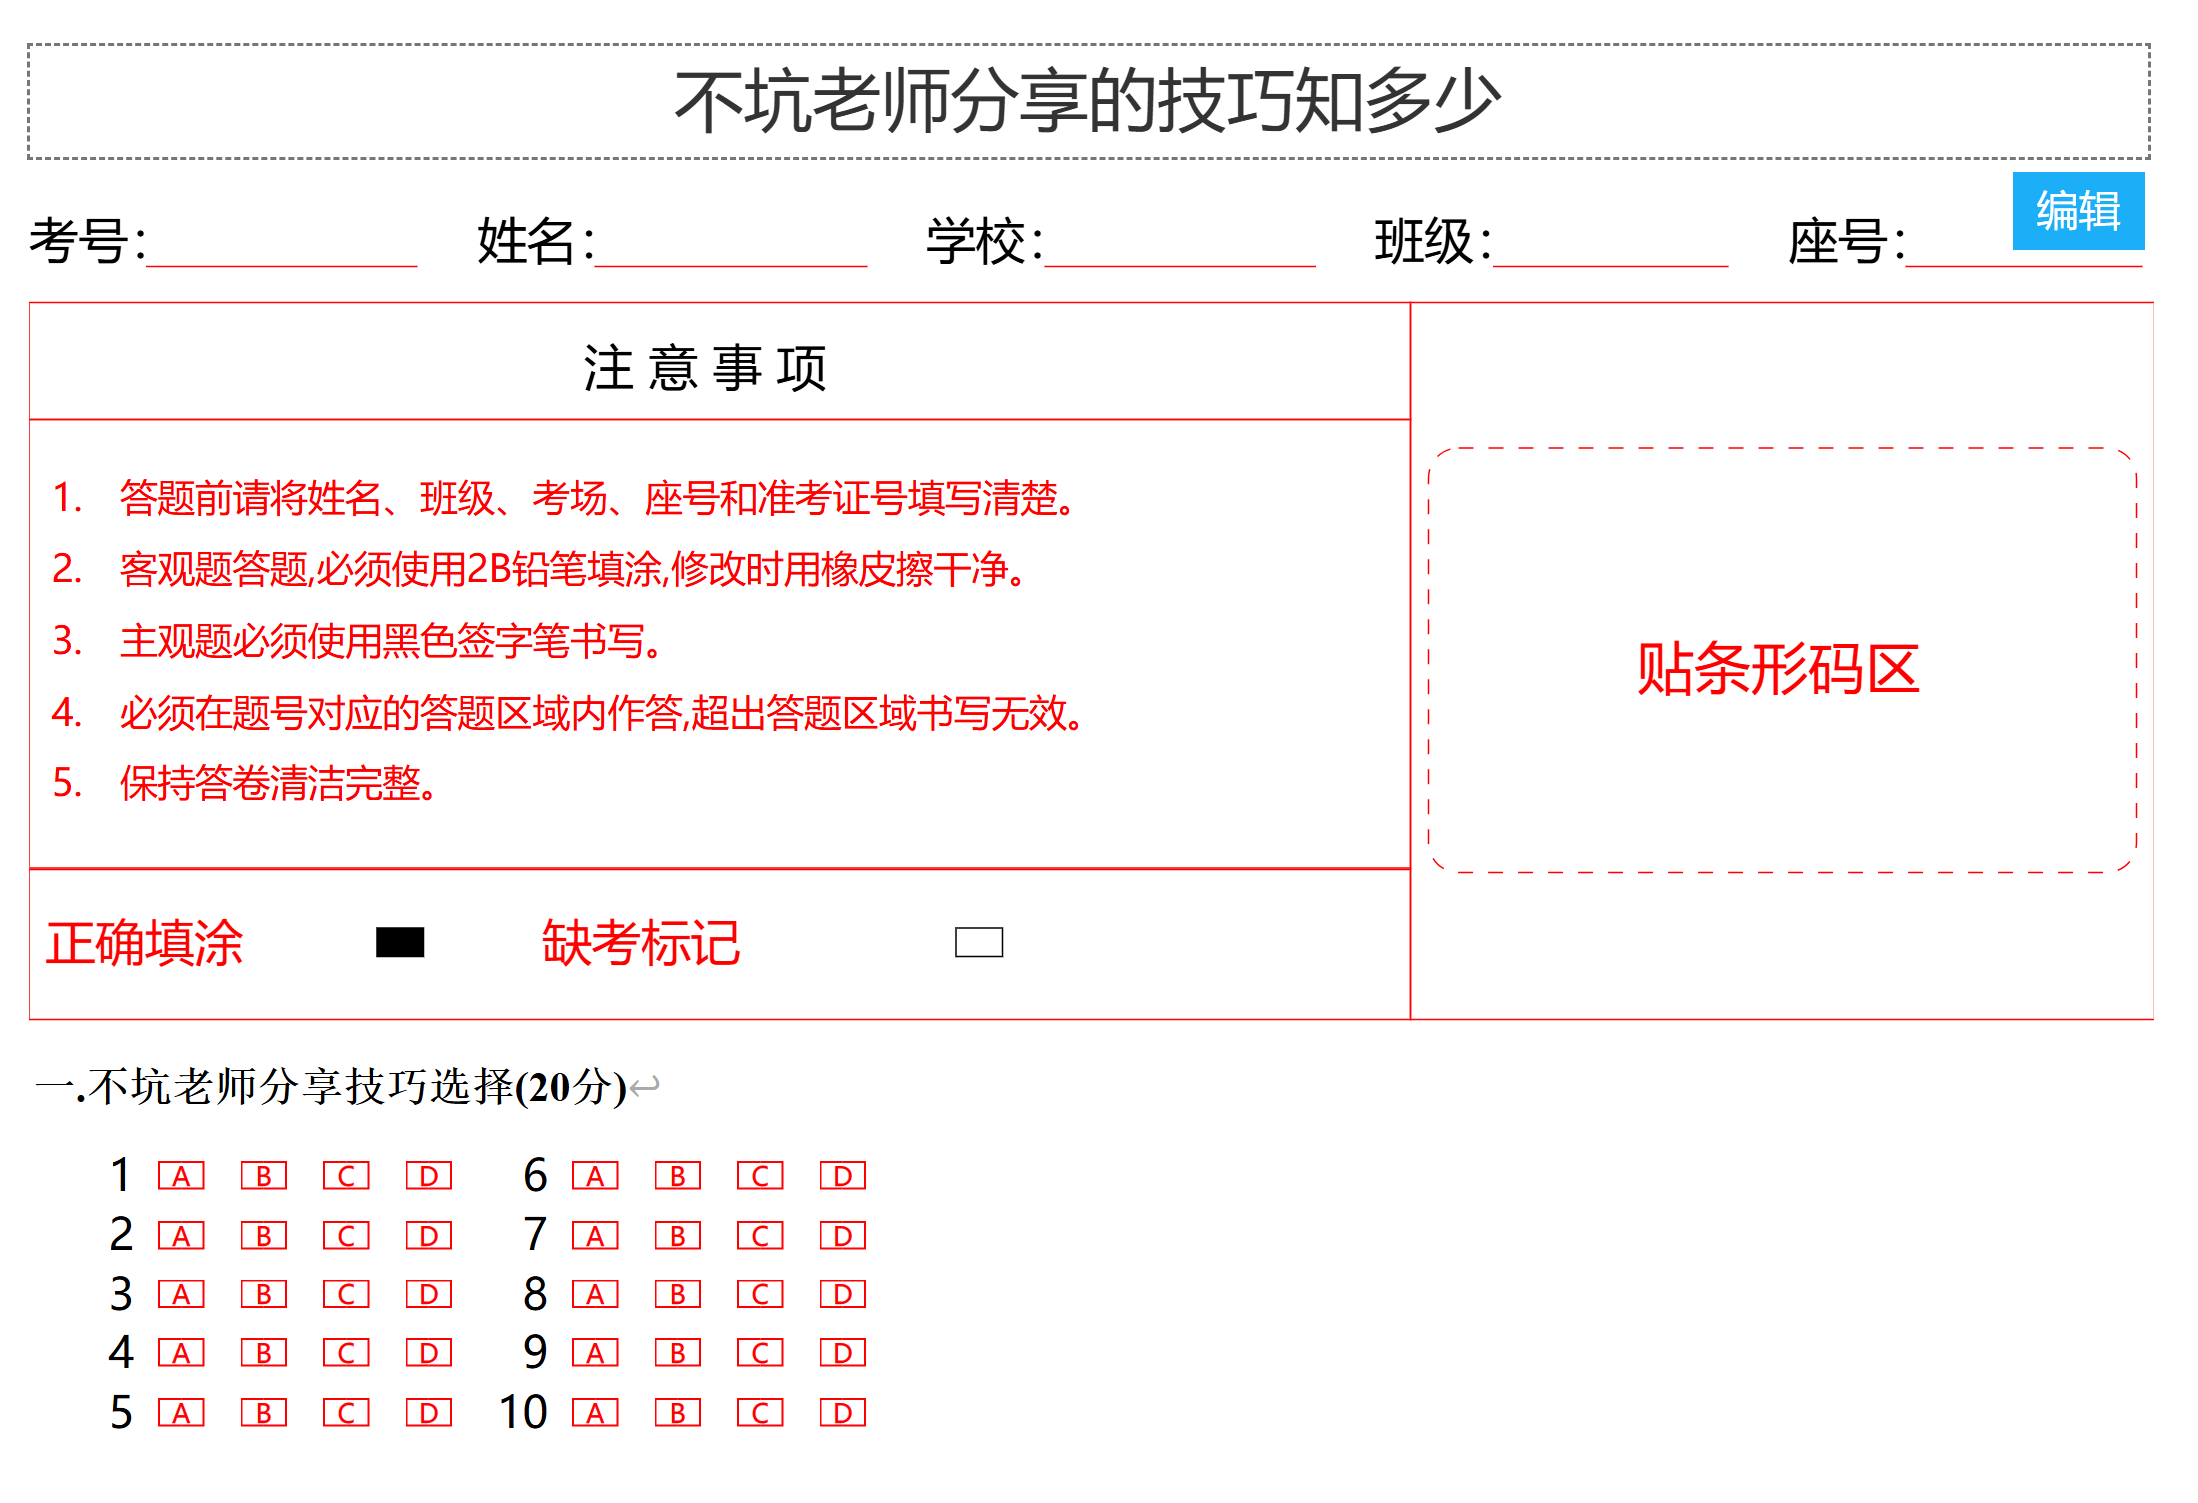 不坑老师分享的技巧知多少
编辑
考号: 姓名: 学校: 班级: 座号:
注意事项
1. 答题前请将姓名、班级、考场、座号和准考证号填写清楚。
2. 客观题答题,必须使用2B铅笔填涂,修改时用橡皮擦干净。
3. 主观题必须使用黑色签字笔书写。
4. 必须在题号对应的答题区域内作答,超出答题区域书写无效。
5. 保持答卷清洁完整。
正确填涂 缺考标记
贴条形码区
一.不坑老师分享技巧选择(20分)↩
1 A B C D 6 A B C D
2 A B C D 7 A B C D
3 A B C D 8 A B C D
4 A B C D 9 A B C D
5 A B C D 10 A B C D